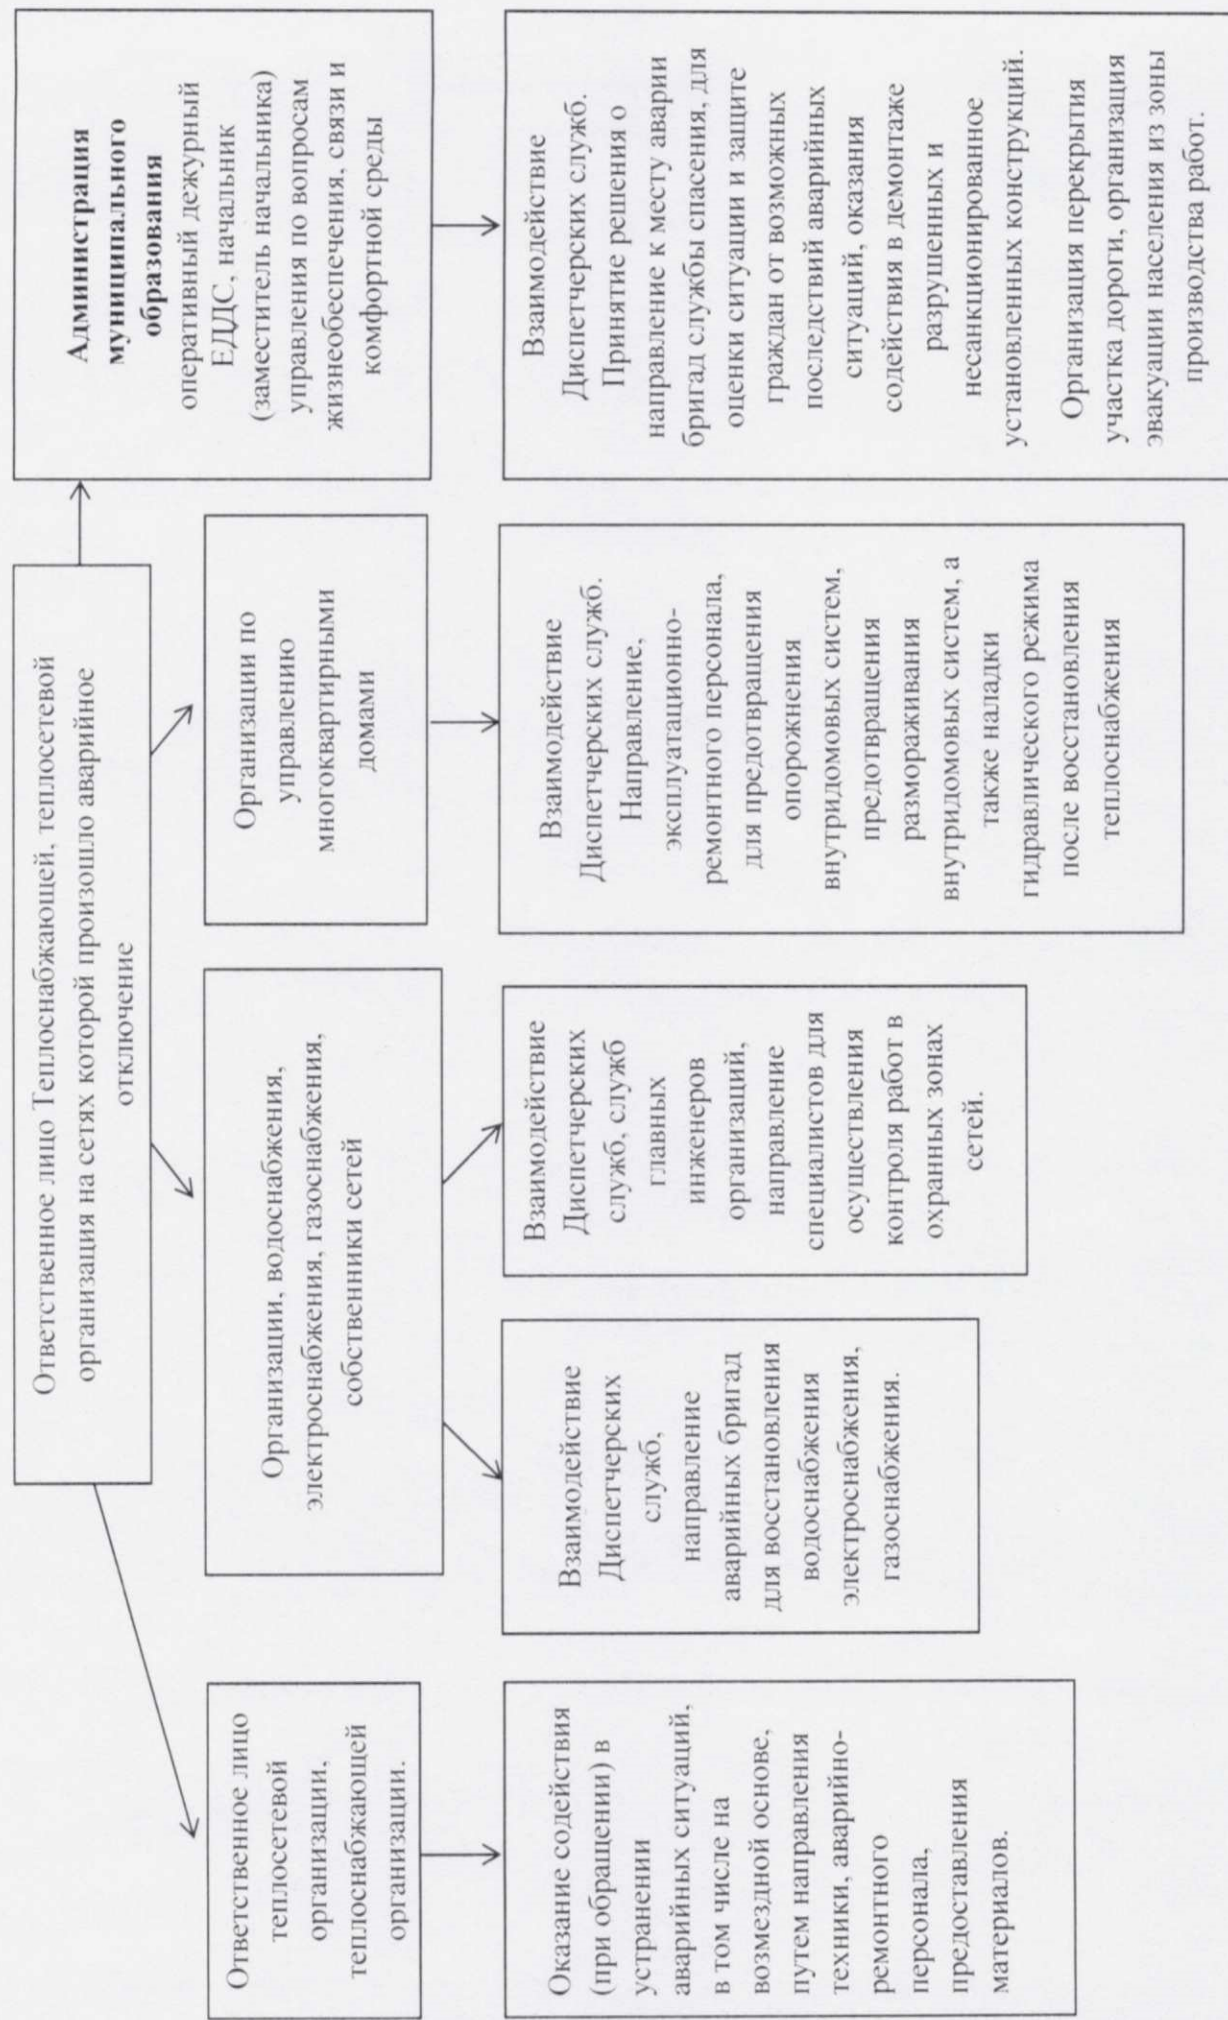 Ответственное лицо Теплоснабжающей, теплосетевой
организация на сетях которой произошло аварийное
отключение
Администрация
муниципального
образования
оперативный дежурный
ЕДДС, начальник
(заместитель начальника)
управления по вопросам
жизнеобеспечения, связи и
комфортной среды
Ответственное лицо
теплосетевой
организации,
теплоснабжающей
организации.
Организации, водоснабжения,
электроснабжения, газоснабжения,
собственники сетей
Организации по
управлению
многоквартирными
домами
Оказание содействия
(при обращении) в
устранении
аварийных ситуаций,
в том числе на
возмездной основе,
путем направления
техники, аварийно-
ремонтного
персонала,
предоставления
материалов.
Взаимодействие
Диспетчерских
служб,
направление
аварийных бригад
для восстановления
водоснабжения
электроснабжения,
газоснабжения.
Взаимодействие
Диспетчерских
служб, служб
главных
инженеров
организаций,
направление
специалистов для
осуществления
контроля работ в
охранных зонах
сетей.
Взаимодействие
Диспетчерских служб.
Направление,
эксплуатационно-
ремонтного персонала,
для предотвращения
опорожнения
внутридомовых систем,
предотвращения
размораживания
внутридомовых систем, а
также наладки
гидравлического режима
после восстановления
теплоснабжения
Взаимодействие
Диспетчерских служб.
Принятие решения о
направление к месту аварии
бригад службы спасения, для
оценки ситуации и защите
граждан от возможных
последствий аварийных
ситуаций, оказания
содействия в демонтаже
разрушенных и
несанкционированное
установленных конструкций.
Организация перекрытия
участка дороги, организация
эвакуации населения из зоны
производства работ.